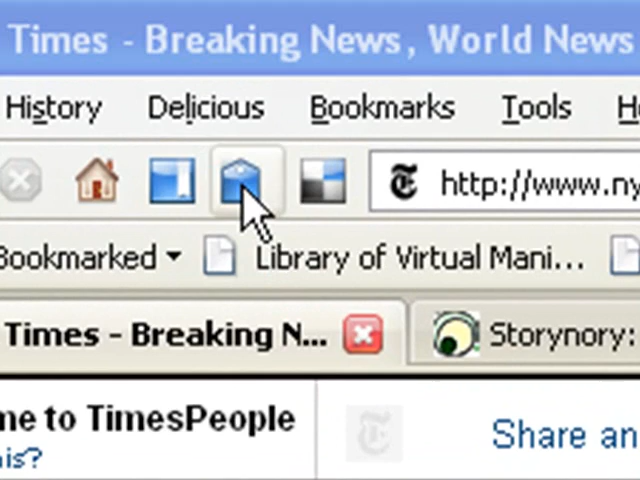 Times - Breaking News, World News
History Delicious Bookmarks Tools
http://www.ny
Bookmarked Library of Virtual Mani...
Times - Breaking N... Storynory:
me to TimesPeople
Share an
his?